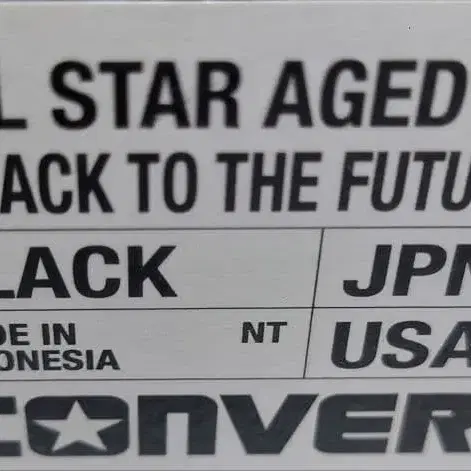 L STAR AGED
ACK TO THE FUTU
LACK JPN
DE IN NT USA
ONESIA
CONVER